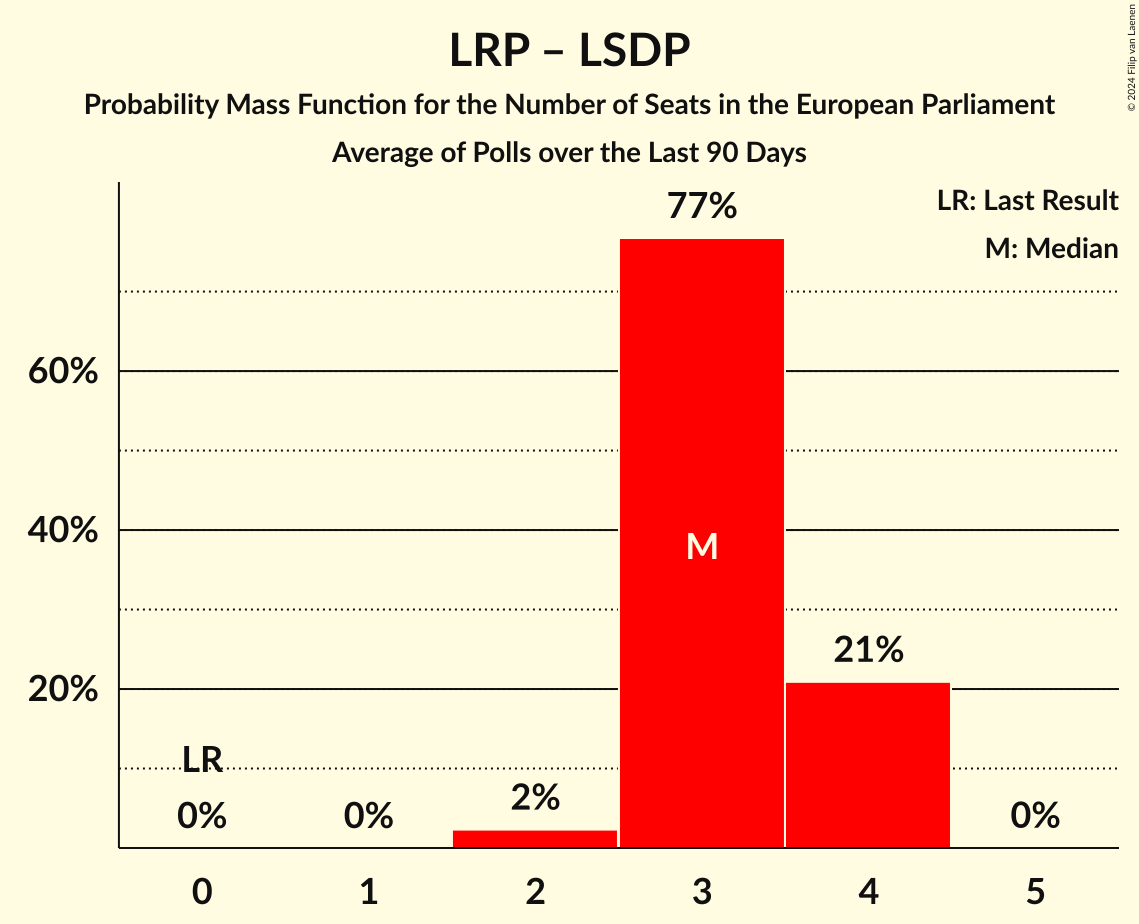 LRP – LSDP
Probability Mass Function for the Number of Seats in the European Parliament
Average of Polls over the Last 90 Days
© 2024 Filip van Laenen
LR: Last Result
M: Median
77%
60%
40%
20%
M
21%
LR
0%
0%
2%
0%
0 1 2 3 4 5